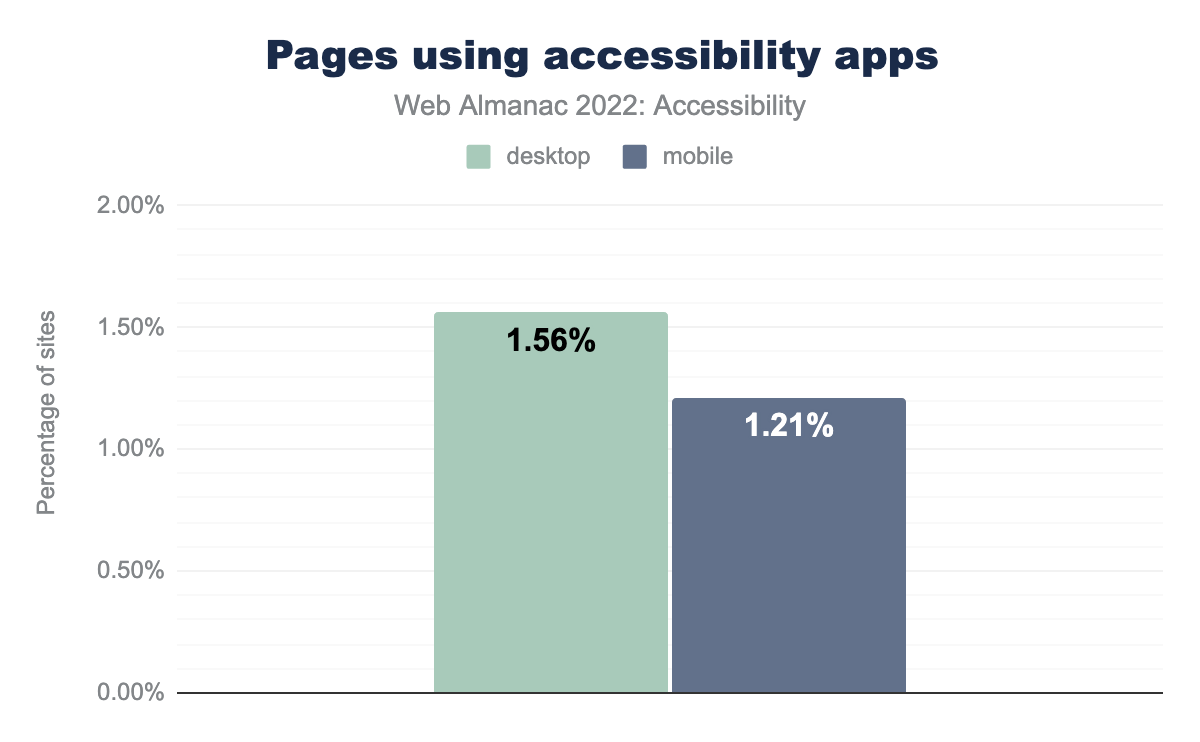 Pages using accessibility apps
Web Almanac 2022: Accessibility
desktop mobile
2.00%
1.50%
1.00%
0.50%
0.00%
Percentage of sites
1.56%
1.21%